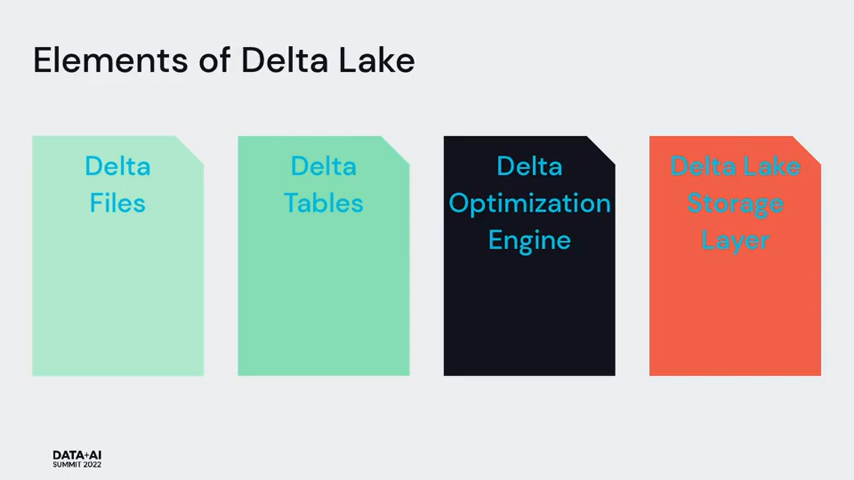 Elements of Delta Lake
Delta
Files
Delta
Tables
Delta
Optimization
Engine
Delta Lake
Storage
Layer
DATA+AI
SUMMIT 2022